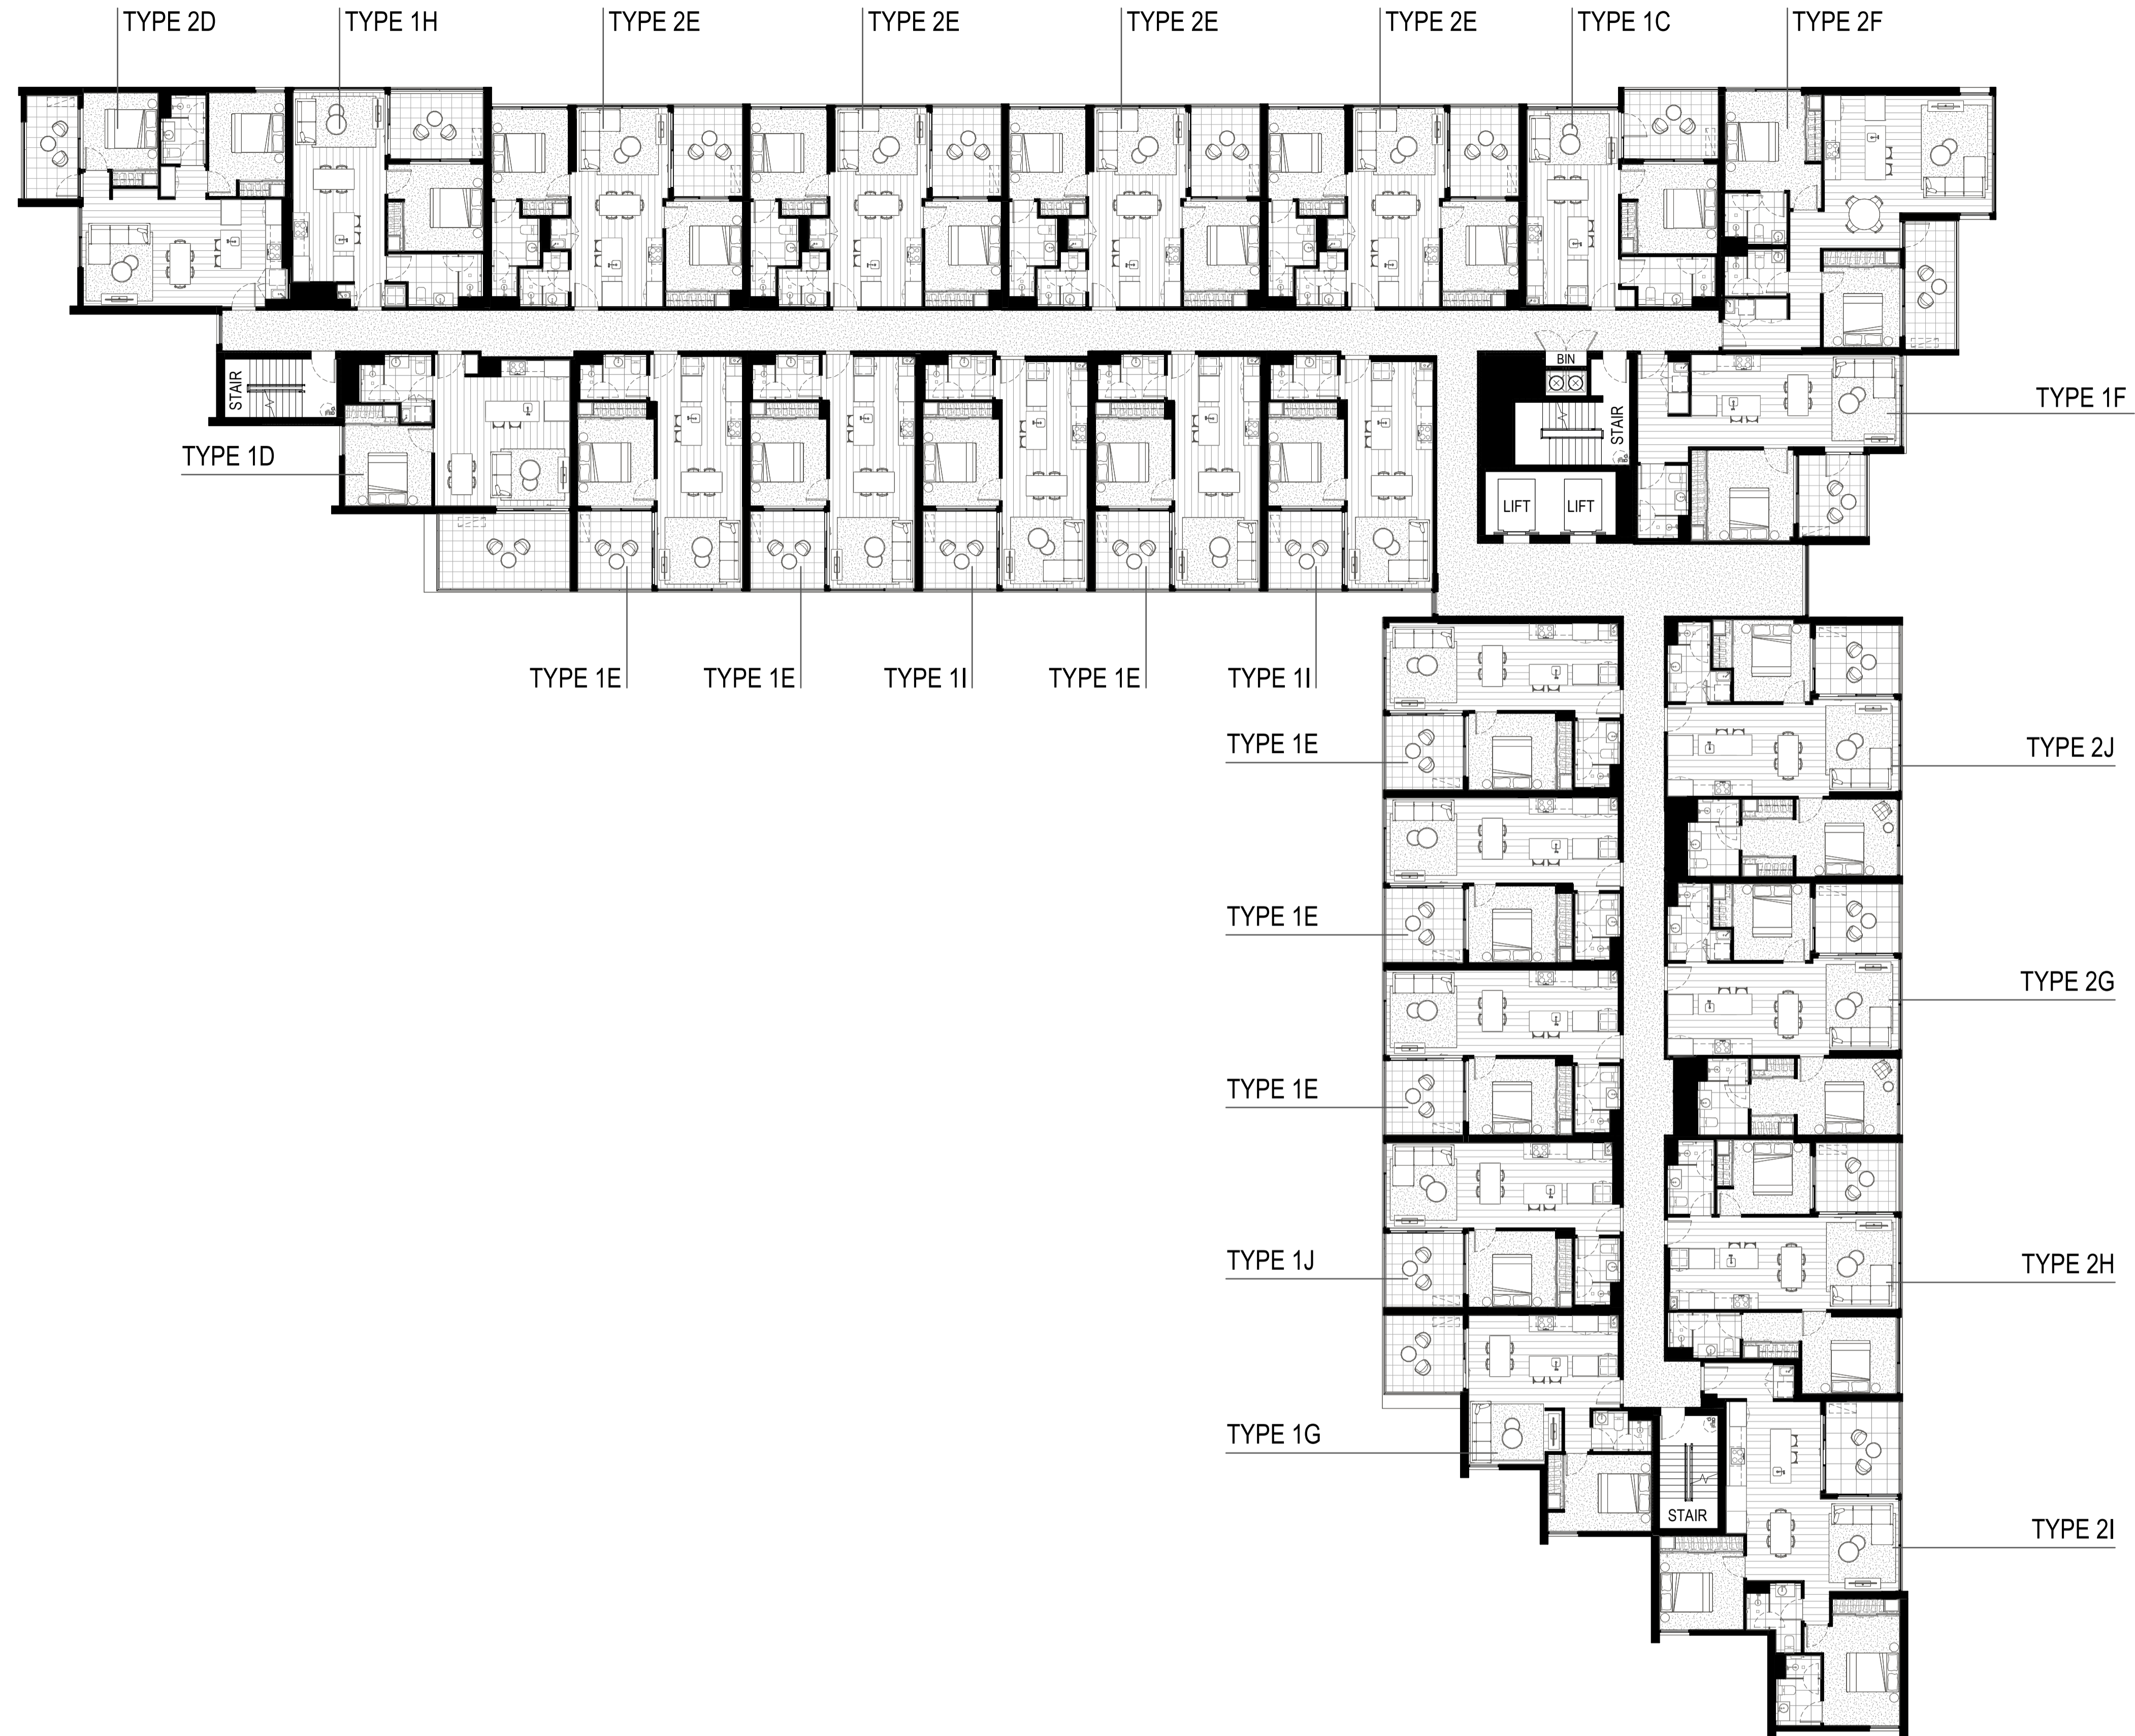 TYPE 2D
TYPE 1H
TYPE 2E
TYPE 2E
TYPE 2E
TYPE 2E
TYPE 1C
TYPE 2F
STAIR
BIN
STAIR
TYPE 1F
TYPE 1D
LIFT
LIFT
TYPE 1E
TYPE 1E
TYPE 1I
TYPE 1E
TYPE 1I
TYPE 1E
TYPE 2J
TYPE 1E
TYPE 2G
TYPE 1E
TYPE 1J
TYPE 2H
TYPE 1G
STAIR
TYPE 2I